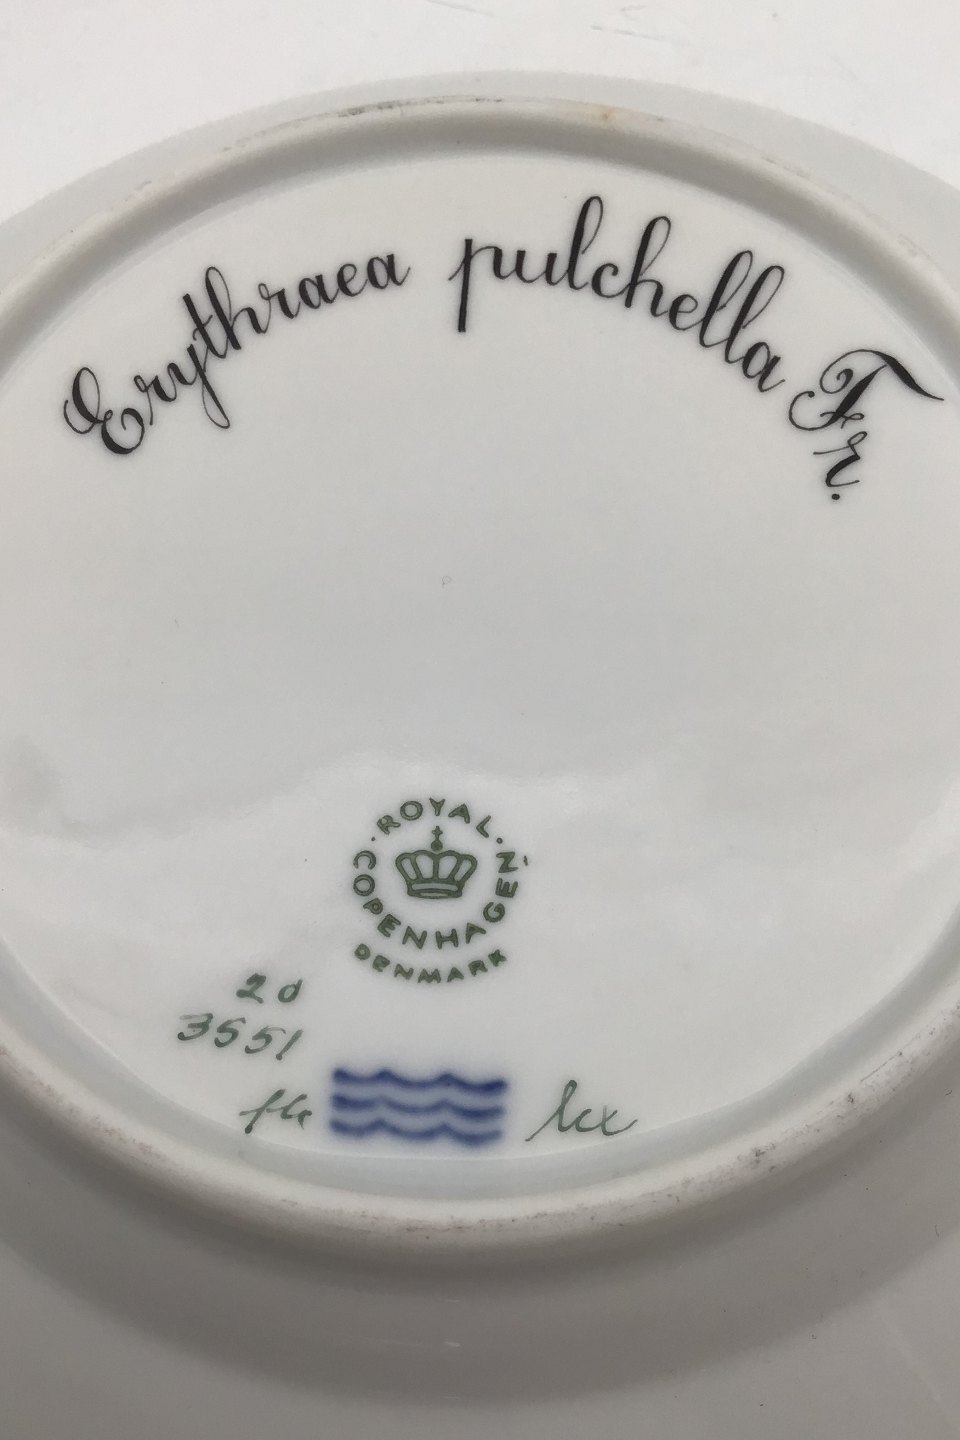 Erythraea pulchella Fr.
·ROYAL·
COPENHAGEN
DENMARK
20
3551